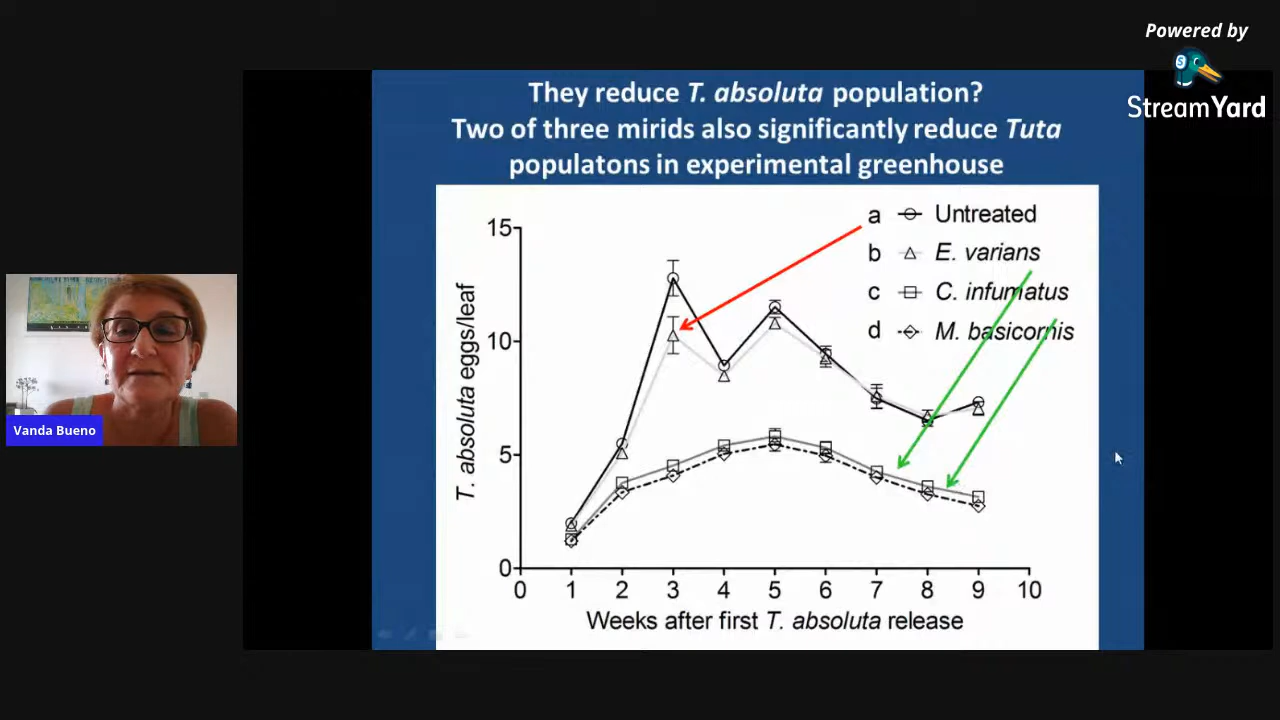 Powered by
StreamYard
They reduce T. absoluta population?
Two of three mirids also significantly reduce Tuta
populatons in experimental greenhouse
a Untreated
b E. varians
c C. infumatus
d M. basicornis
15
10
5
0
T. absoluta eggs/leaf
0 1 2 3 4 5 6 7 8 9 10
Weeks after first T. absoluta release
Vanda Bueno